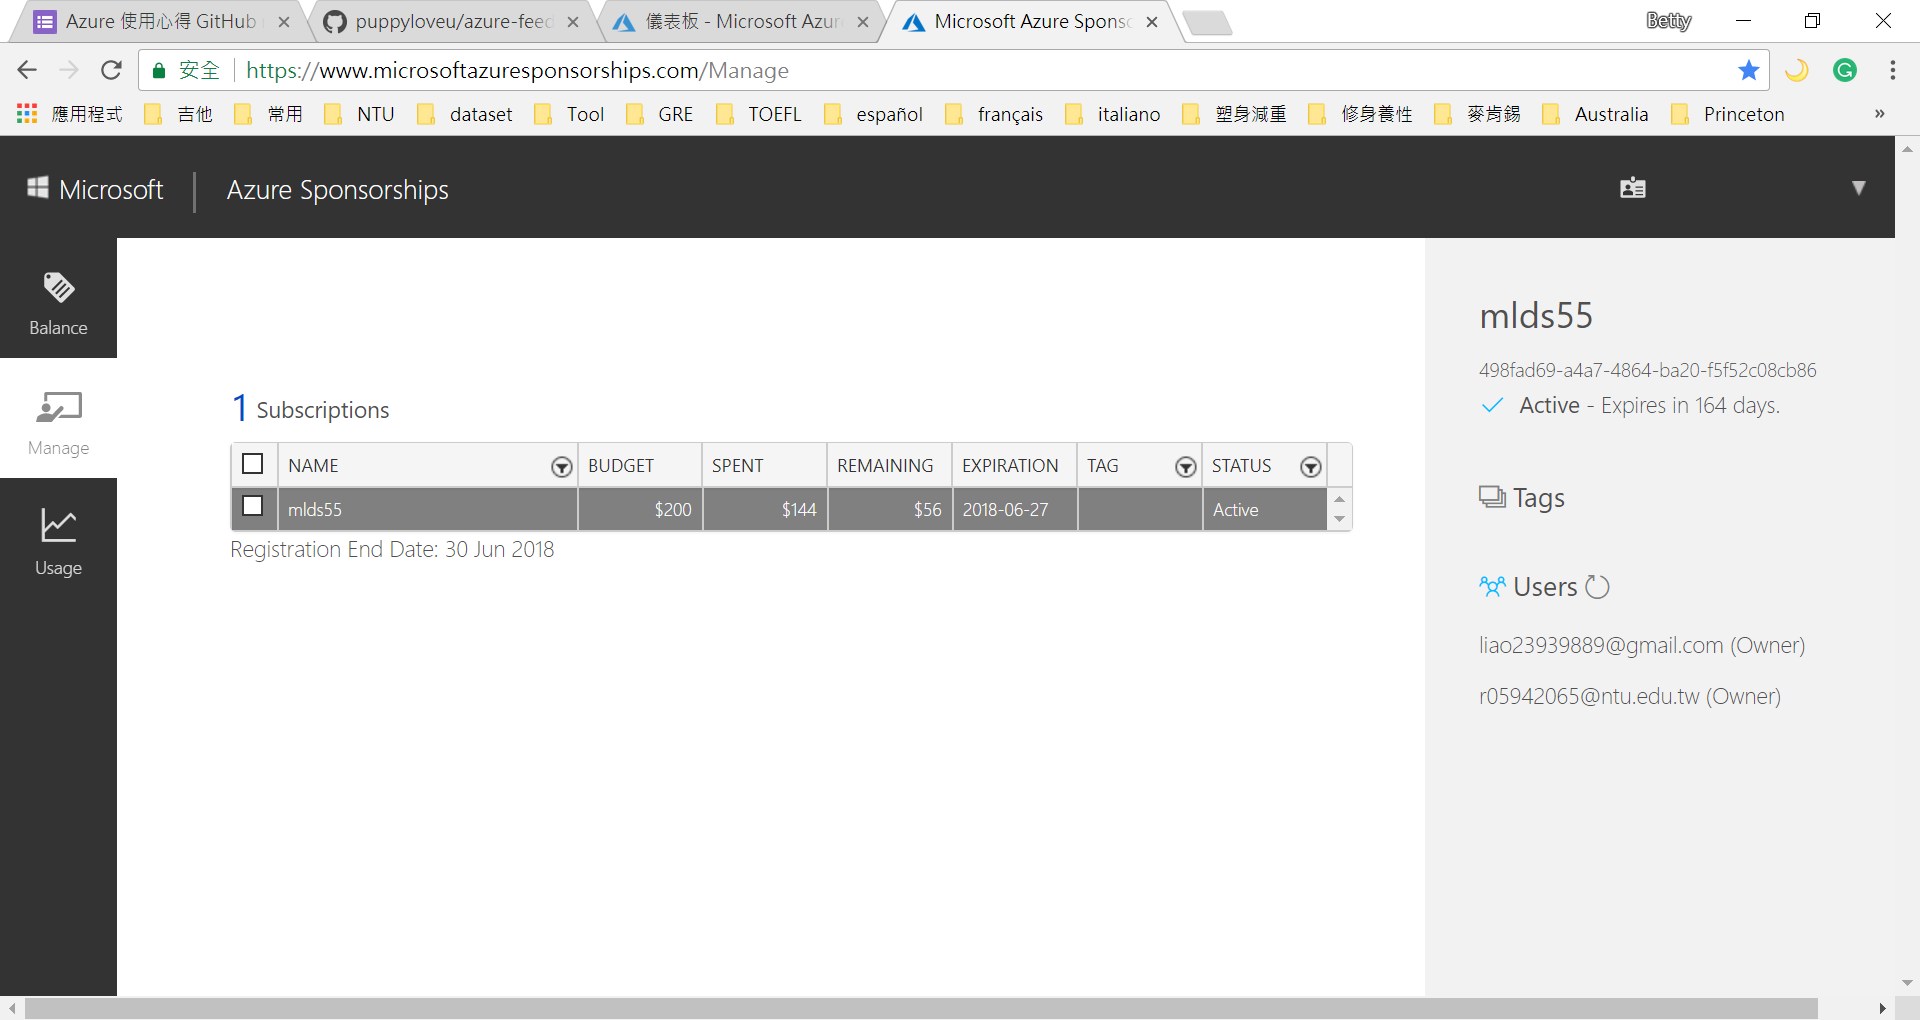 Azure 使用心得 GitHub
puppyloveu/azure-feed
儀表板 - Microsoft Azur
Microsoft Azure Sponso
Betty
安全
https://www.microsoftazuresponsorships.com/Manage
應用程式 吉他 常用 NTU dataset Tool GRE TOEFL español français italiano 塑身減重 修身養性 麥肯錫 Australia Princeton »
Microsoft | Azure Sponsorships
Balance
Manage
Usage
1 Subscriptions
NAME BUDGET SPENT REMAINING EXPIRATION TAG STATUS
mlds55 $200 $144 $56 2018-06-27 Active
Registration End Date: 30 Jun 2018
mlds55
498fad69-a4a7-4864-ba20-f5f52c08cb86
Active - Expires in 164 days.
Tags
Users
liao23939889@gmail.com (Owner)
r05942065@ntu.edu.tw (Owner)